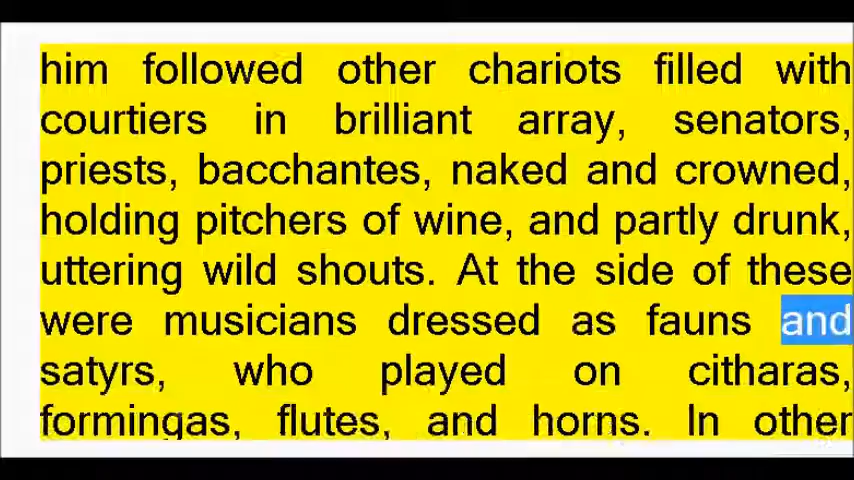 him followed other chariots filled with
courtiers in brilliant array, senators,
priests, bacchantes, naked and crowned,
holding pitchers of wine, and partly drunk,
uttering wild shouts. At the side of these
were musicians dressed as fauns and
satyrs, who played on citharas,
formingas, flutes, and horns. In other